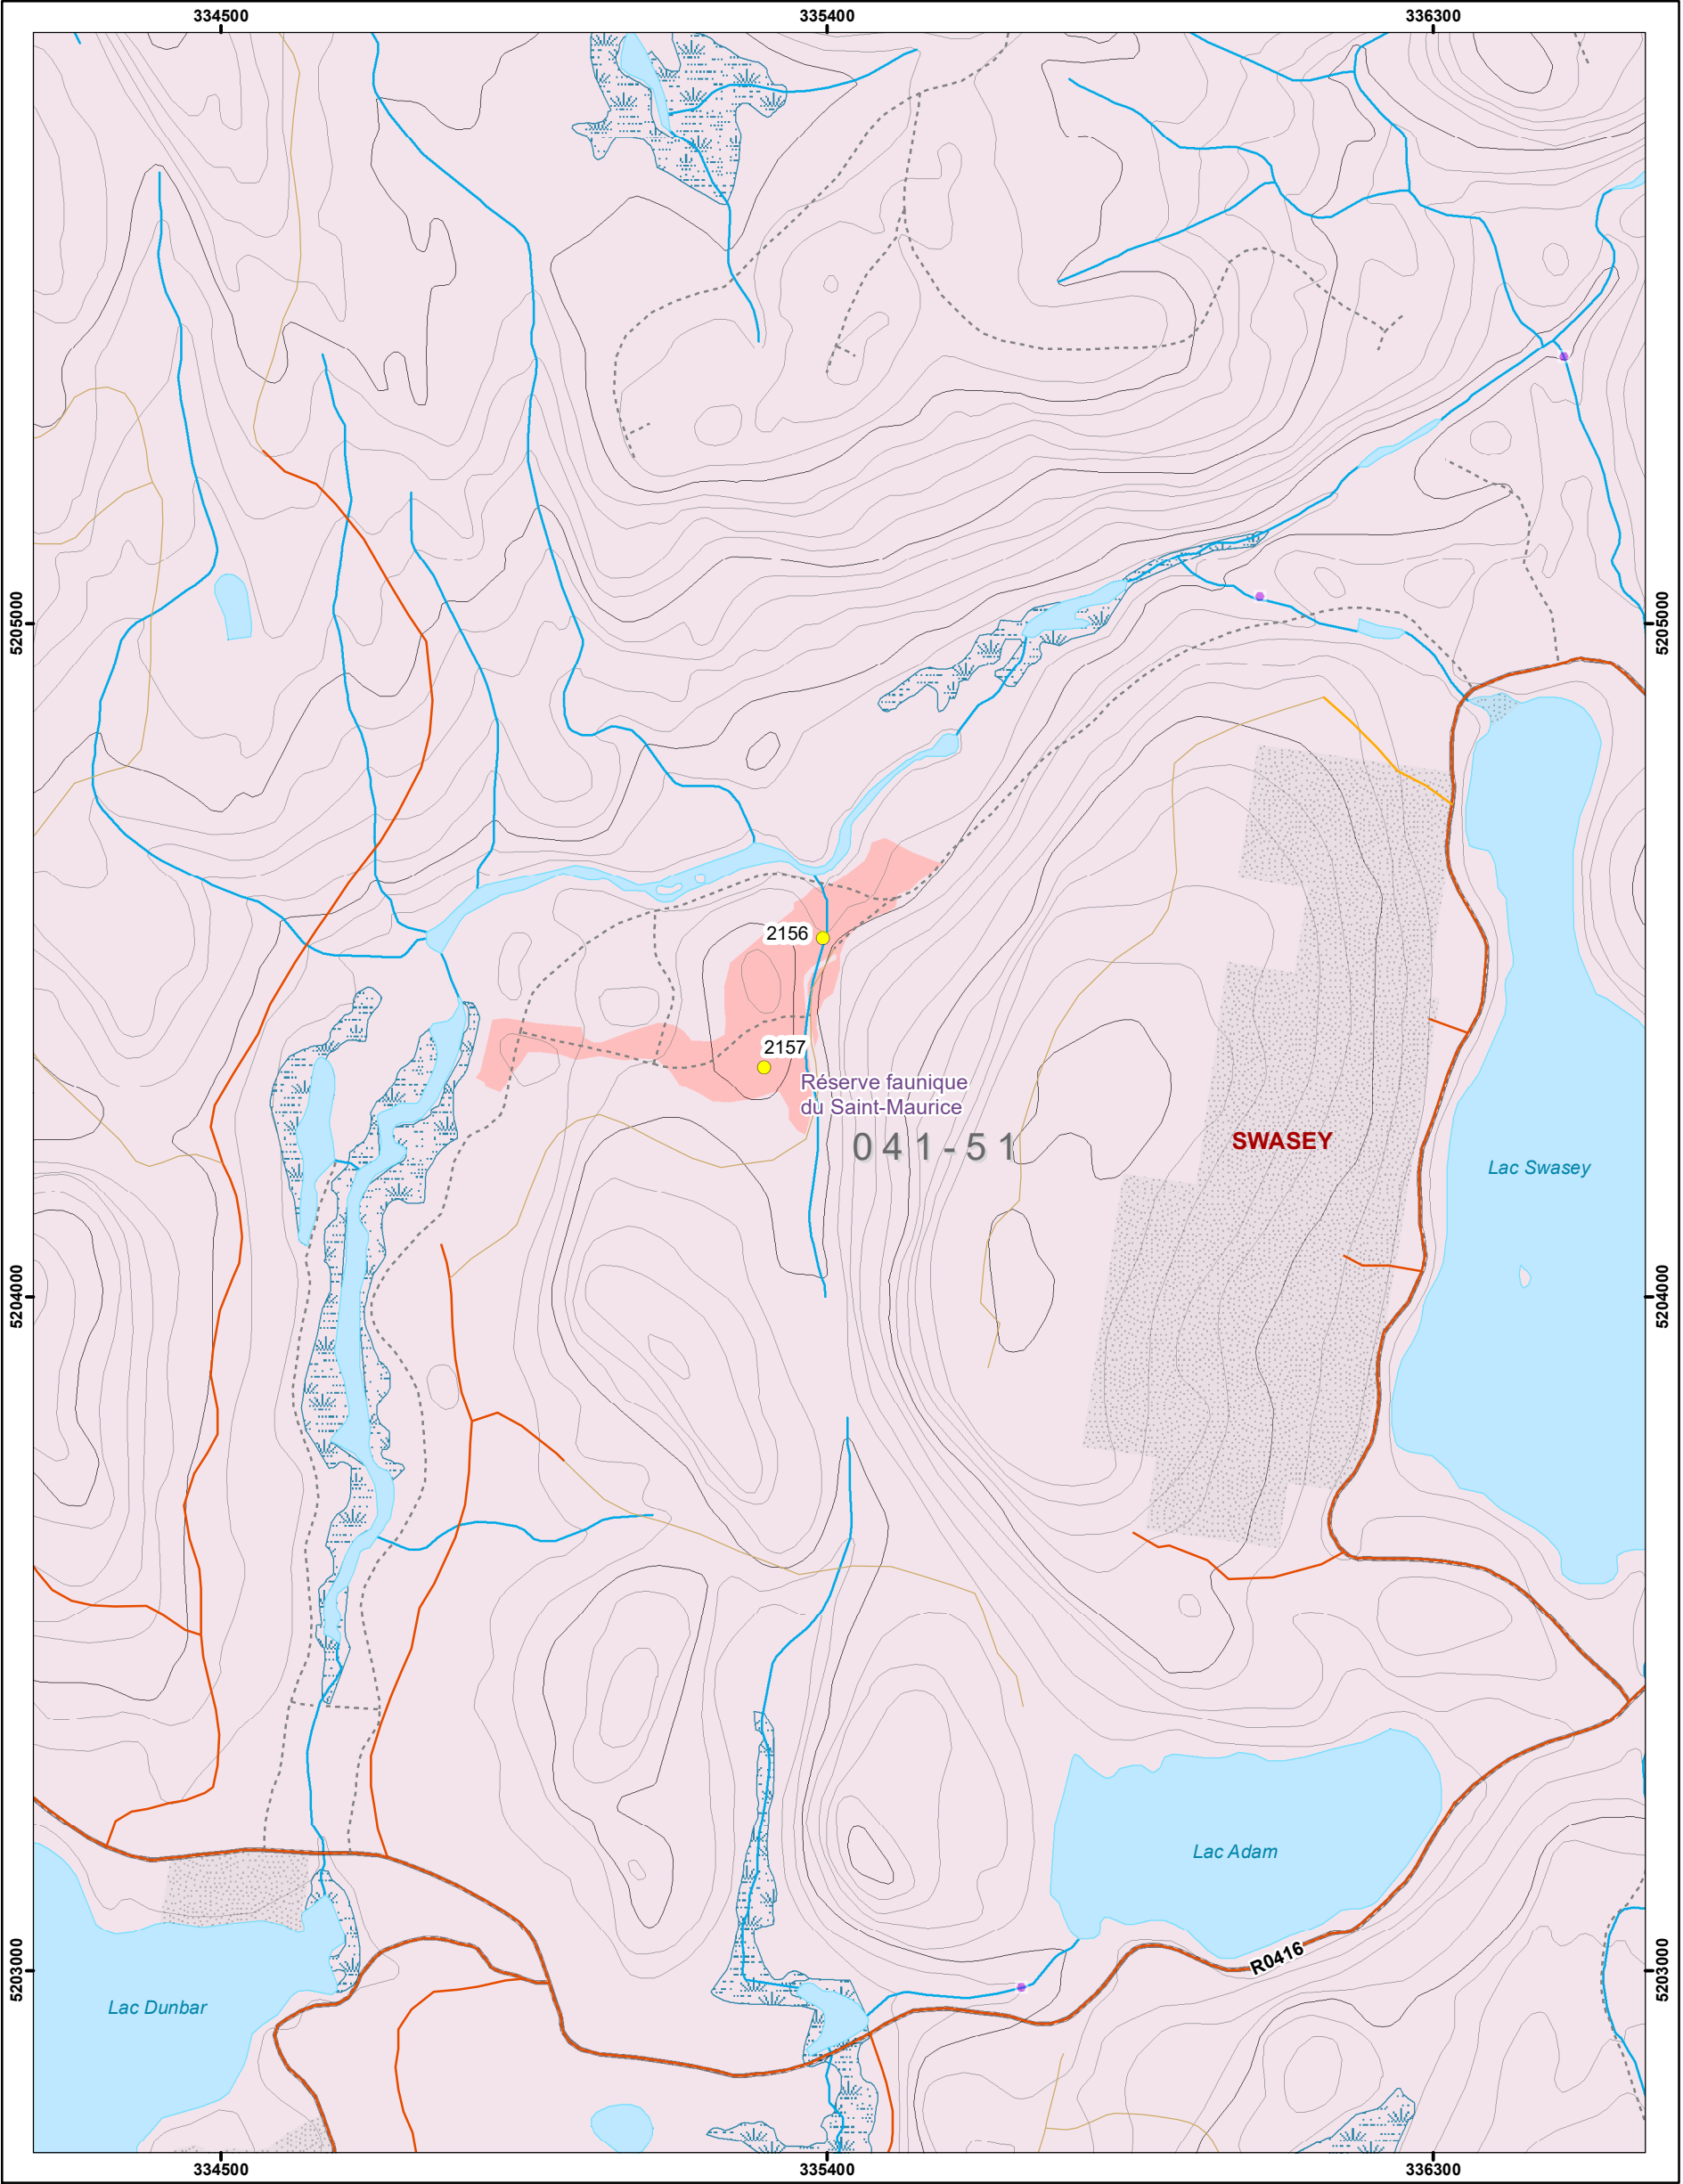 334500
335400
336300
5205000
5205000
2156
2157
Réserve faunique
du Saint-Maurice
041-51
SWASEY
Lac Swasey
5204000
5204000
Lac Adam
R0416
5203000
5203000
Lac Dunbar
334500
335400
336300